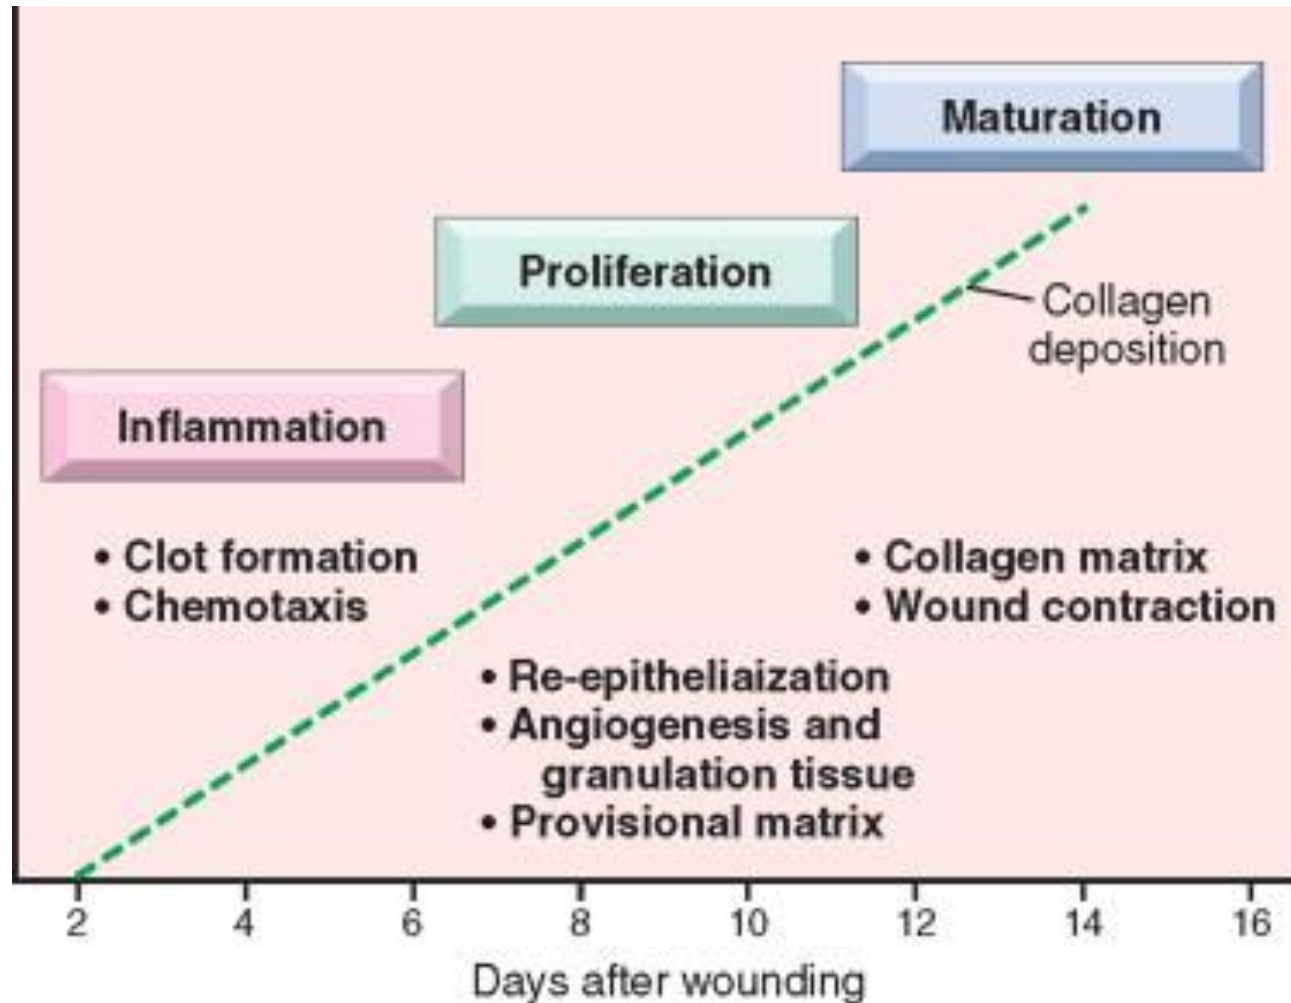 Maturation
Proliferation
Collagen
deposition
Inflammation
• Clot formation
• Chemotaxis
• Collagen matrix
• Wound contraction
• Re-epitheliaization
• Angiogenesis and
granulation tissue
• Provisional matrix
2 4 6 8 10 12 14 16
Days after wounding